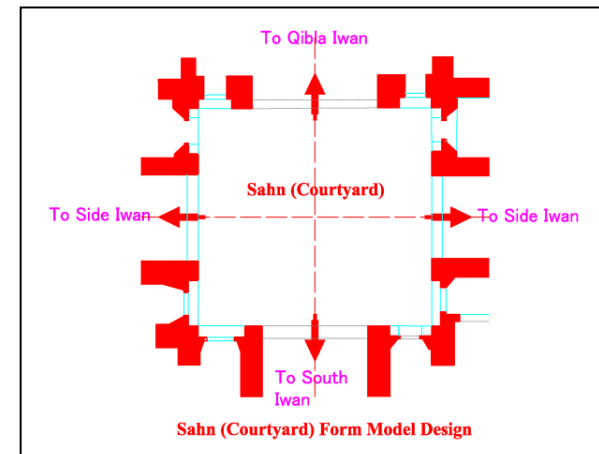 To Qibla Iwan
Sahn (Courtyard)
To Side Iwan
To Side Iwan
To South
Iwan
Sahn (Courtyard) Form Model Design